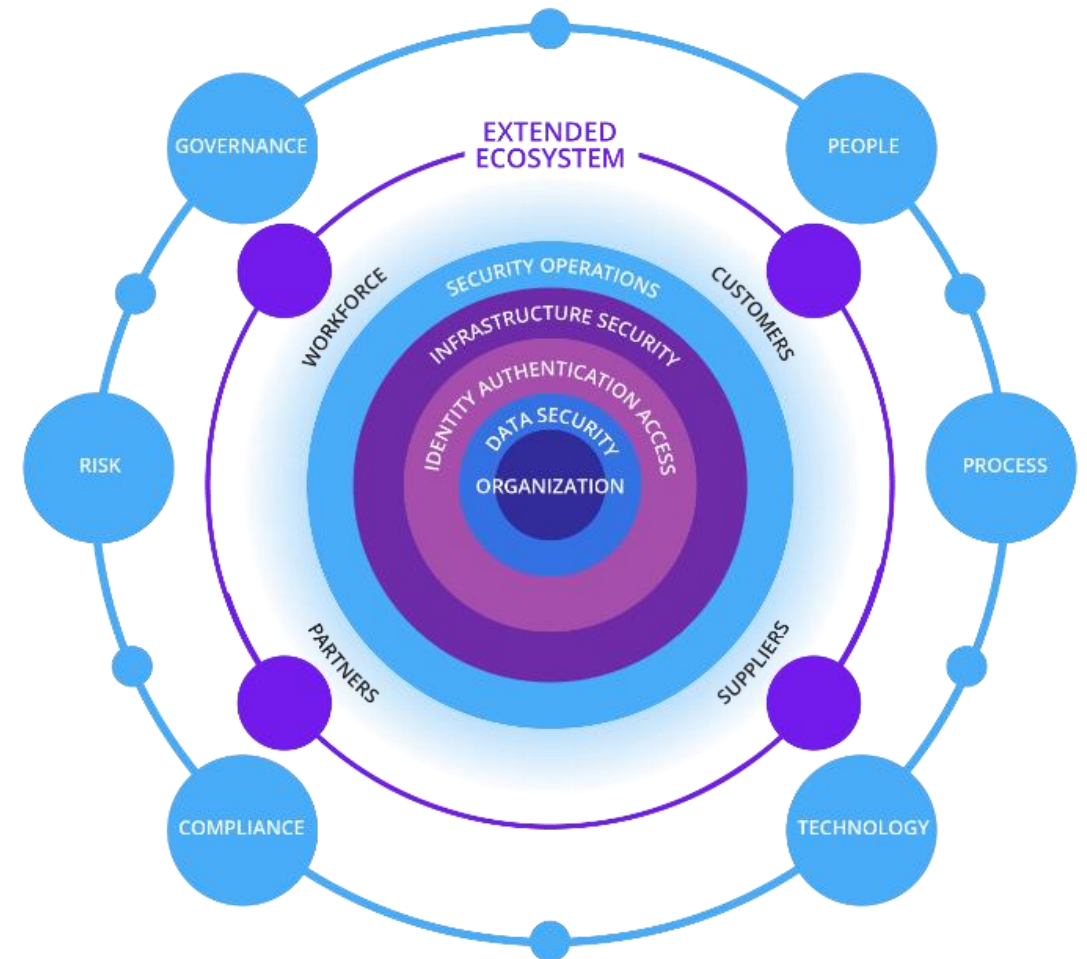 GOVERNANCE
PEOPLE
EXTENDED
ECOSYSTEM
WORKFORCE
CUSTOMERS
SECURITY OPERATIONS
INFRASTRUCTURE SECURITY
IDENTITY AUTHENTICATION ACCESS
DATA SECURITY
ORGANIZATION
RISK
PROCESS
PARTNERS
SUPPLIERS
COMPLIANCE
TECHNOLOGY